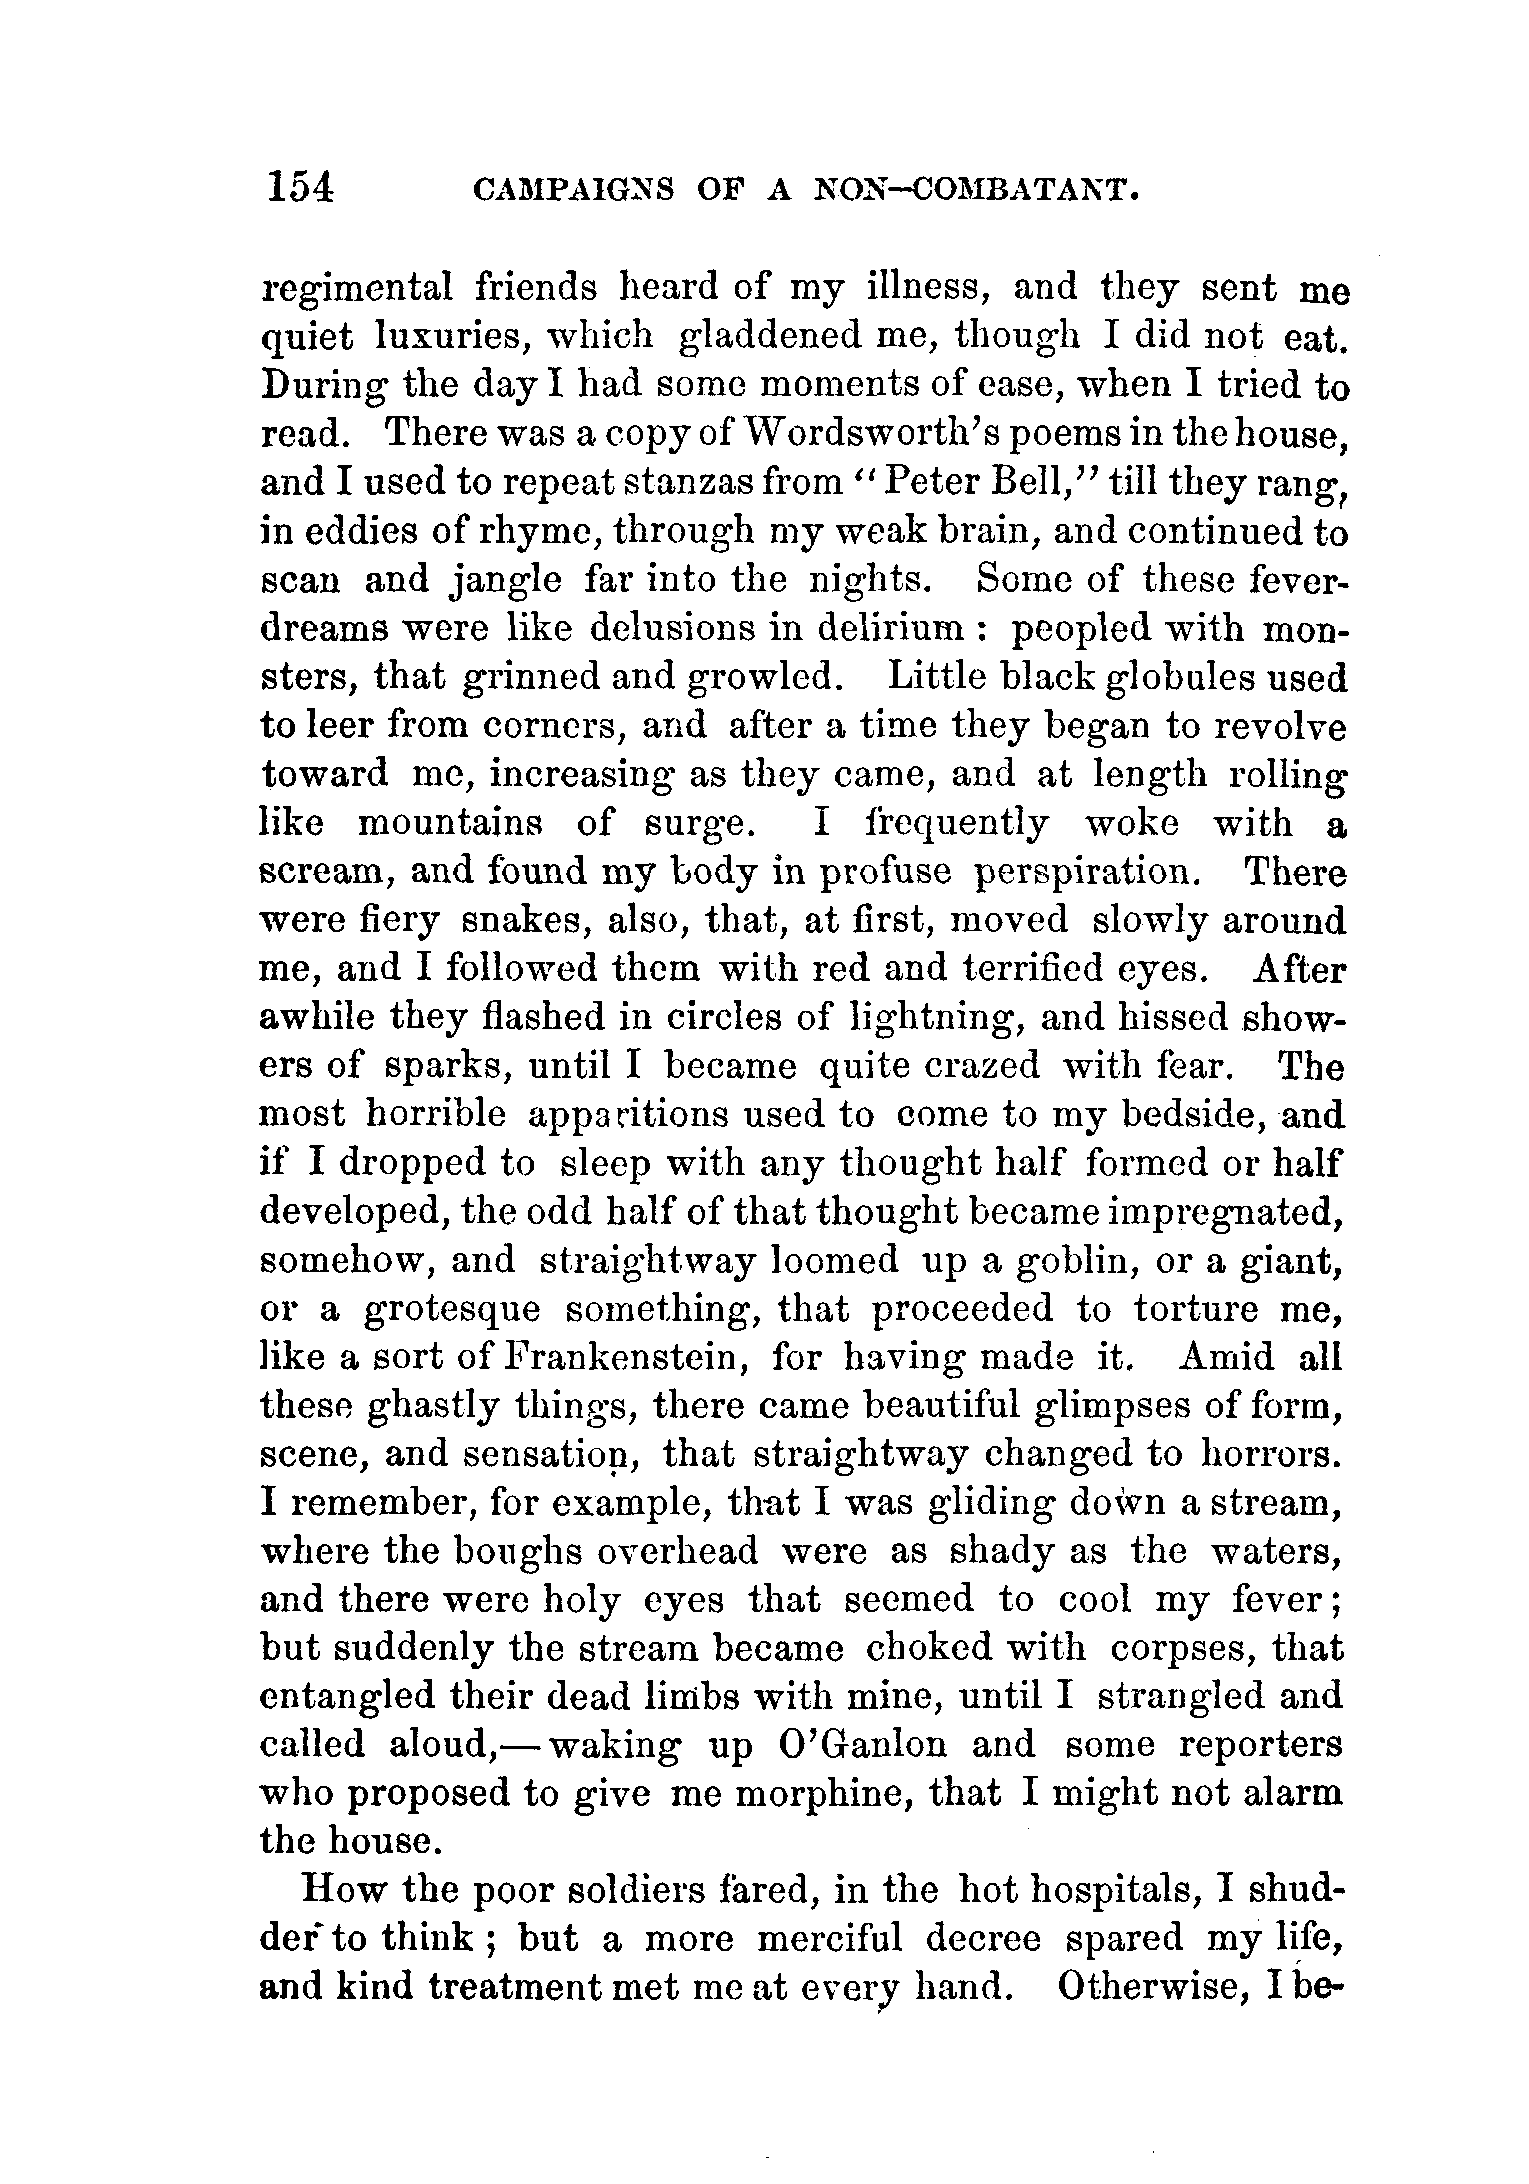 154 CAMPAIGNS OF A NON-COMBATANT.
regimental friends heard of my illness, and they sent me
quiet luxuries, which gladdened me, though I did not eat.
During the day I had some moments of ease, when I tried to
read. There was a copy of Wordsworth's poems in the house,
and I used to repeat stanzas from "Peter Bell," till they rang,
in eddies of rhyme, through my weak brain, and continued to
scan and jangle far into the nights. Some of these fever-
dreams were like delusions in delirium : peopled with mon-
sters, that grinned and growled. Little black globules used
to leer from corners, and after a time they began to revolve
toward me, increasing as they came, and at length rolling
like mountains of surge. I frequently woke with a
scream, and found my body in profuse perspiration. There
were fiery snakes, also, that, at first, moved slowly around
me, and I followed them with red and terrified eyes. After
awhile they flashed in circles of lightning, and hissed show-
ers of sparks, until I became quite crazed with fear. The
most horrible apparitions used to come to my bedside, and
if I dropped to sleep with any thought half formed or half
developed, the odd half of that thought became impregnated,
somehow, and straightway loomed up a goblin, or a giant,
or a grotesque something, that proceeded to torture me,
like a sort of Frankenstein, for having made it. Amid all
these ghastly things, there came beautiful glimpses of form,
scene, and sensation, that straightway changed to horrors.
I remember, for example, that I was gliding down a stream,
where the boughs overhead were as shady as the waters,
and there were holy eyes that seemed to cool my fever;
but suddenly the stream became choked with corpses, that
entangled their dead limbs with mine, until I strangled and
called aloud,—waking up O'Ganlon and some reporters
who proposed to give me morphine, that I might not alarm
the house.
How the poor soldiers fared, in the hot hospitals, I shud-
der to think ; but a more merciful decree spared my life,
and kind treatment met me at every hand. Otherwise, I be-